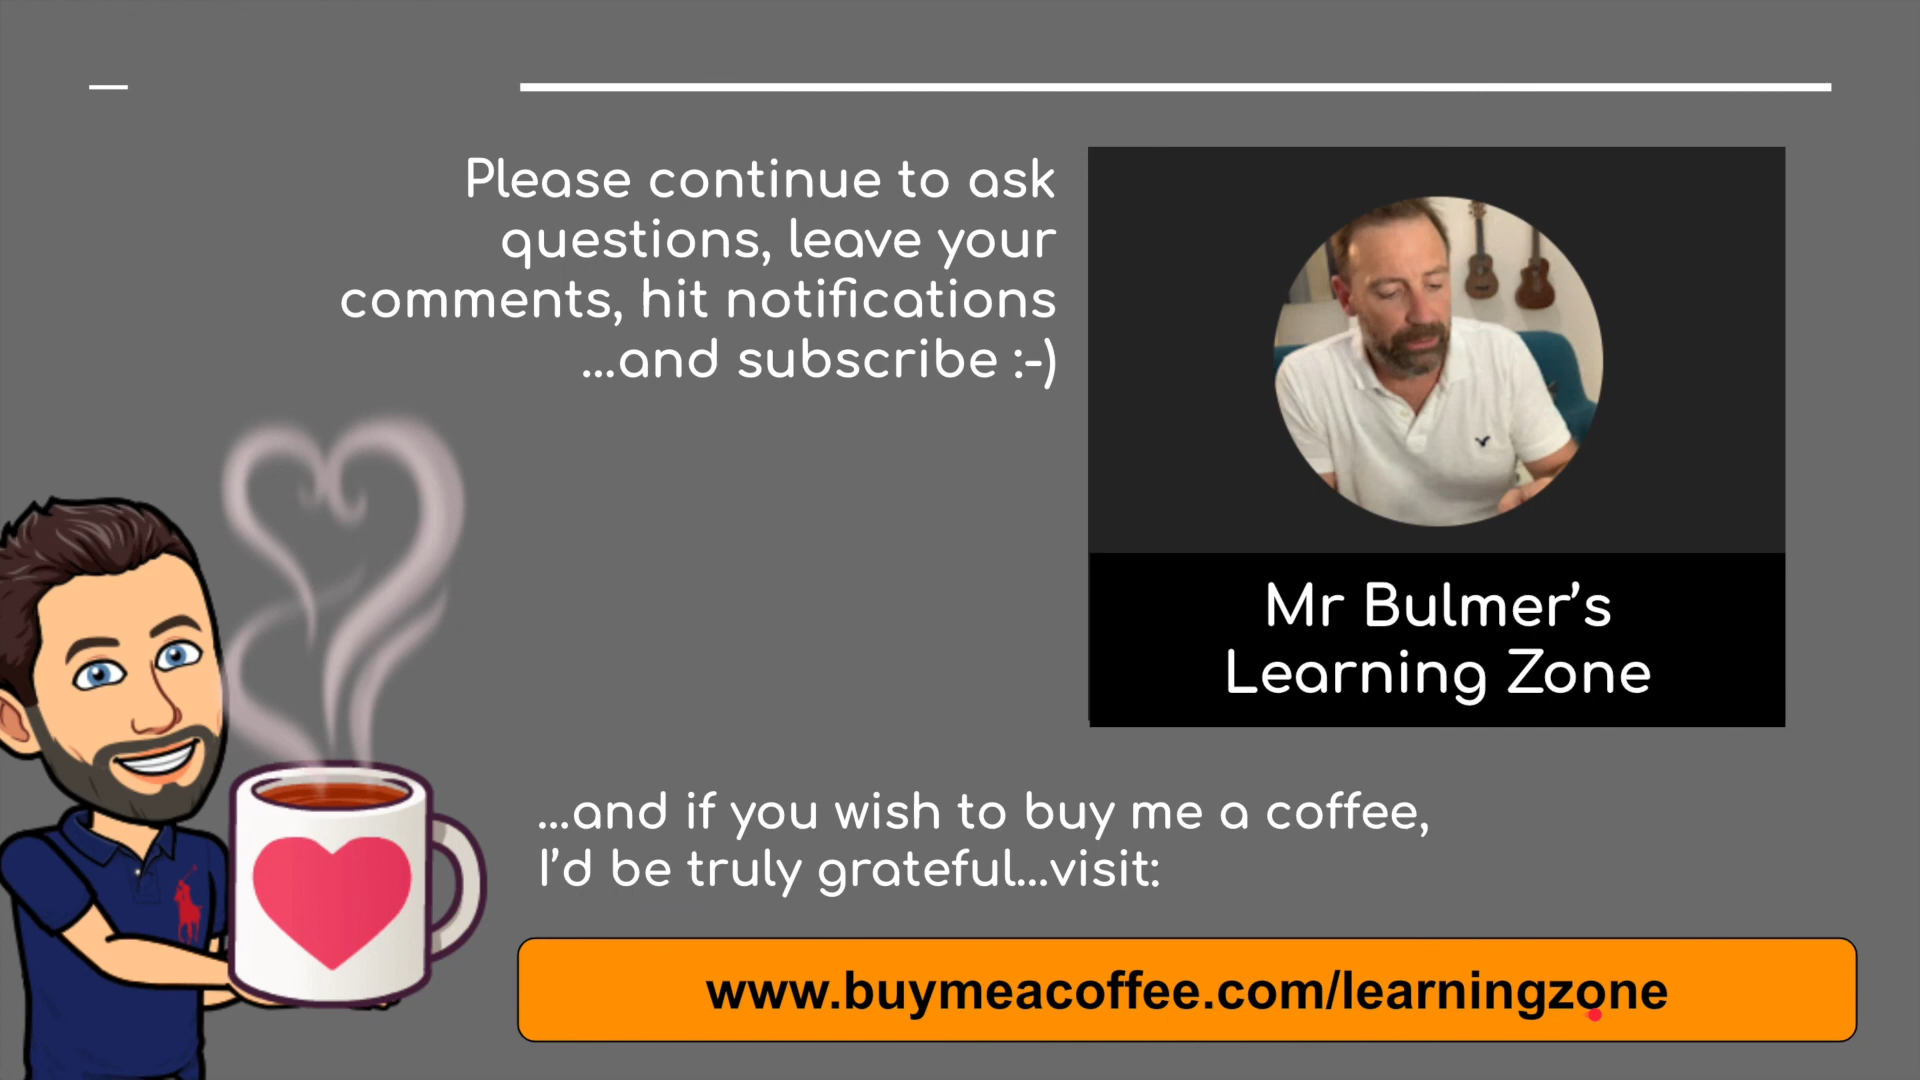 Please continue to ask
questions, leave your
comments, hit notifications
...and subscribe :-)
Mr Bulmer’s
Learning Zone
...and if you wish to buy me a coffee,
I’d be truly grateful...visit:
www.buymeacoffee.com/learningzone